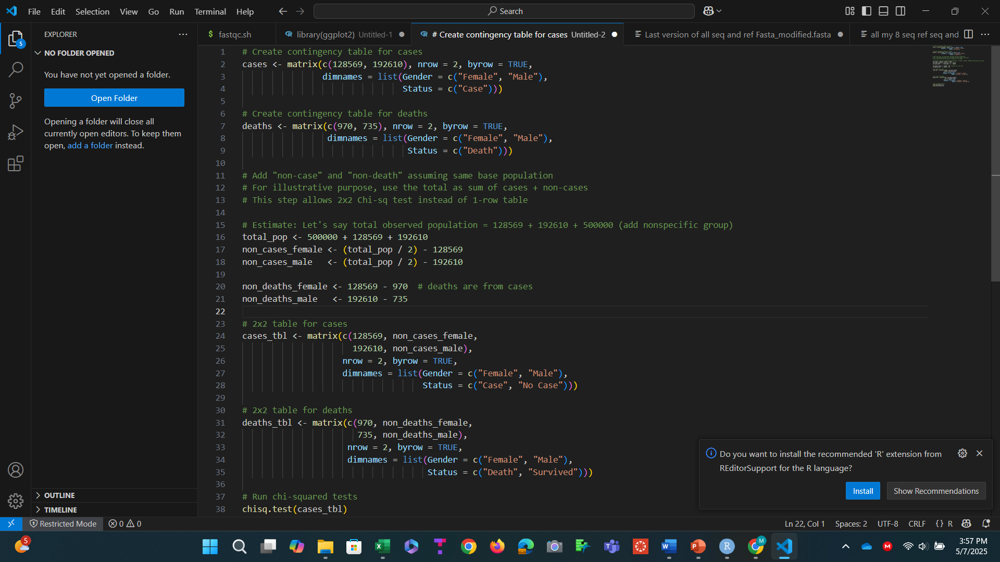 File Edit Selection View Go Run Terminal Help
Search
EXPLORER
NO FOLDER OPENED
You have not yet opened a folder.
Open Folder
Opening a folder will close all
currently open editors. To keep them
open, add a folder instead.
OUTLINE
TIMELINE
5
$ fastqc.sh
library(ggplot2) Untitled-1
# Create contingency table for cases Untitled-2
Last version of all seq and ref Fasta_modified.fasta
all my 8 seq ref seq and
1 # Create contingency table for cases
2 cases <- matrix(c(128569, 192610), nrow = 2, byrow = TRUE,
3 dimnames = list(Gender = c("Female", "Male"),
4 Status = c("Case")))
5
6 # Create contingency table for deaths
7 deaths <- matrix(c(970, 735), nrow = 2, byrow = TRUE,
8 dimnames = list(Gender = c("Female", "Male"),
9 Status = c("Death")))
10
11 # Add "non-case" and "non-death" assuming same base population
12 # For illustrative purpose, use the total as sum of cases + non-cases
13 # This step allows 2x2 Chi-sq test instead of 1-row table
14
15 # Estimate: Let's say total observed population = 128569 + 192610 + 500000 (add nonspecific group)
16 total_pop <- 500000 + 128569 + 192610
17 non_cases_female <- (total_pop / 2) - 128569
18 non_cases_male <- (total_pop / 2) - 192610
19
20 non_deaths_female <- 128569 - 970 # deaths are from cases
21 non_deaths_male <- 192610 - 735
22
23 # 2x2 table for cases
24 cases_tbl <- matrix(c(128569, non_cases_female,
25 192610, non_cases_male),
26 nrow = 2, byrow = TRUE,
27 dimnames = list(Gender = c("Female", "Male"),
28 Status = c("Case", "No Case")))
29
30 # 2x2 table for deaths
31 deaths_tbl <- matrix(c(970, non_deaths_female,
32 735, non_deaths_male),
33 nrow = 2, byrow = TRUE,
34 dimnames = list(Gender = c("Female", "Male"),
35 Status = c("Death", "Survived")))
36
37 # Run chi-squared tests
38 chisq.test(cases_tbl)
Do you want to install the recommended 'R' extension from
REditorSupport for the R language?
Install
Show Recommendations
Restricted Mode 0 0
Ln 22, Col 1 Spaces: 2 UTF-8 CRLF {} R
5
M
3:57 PM
5/7/2025